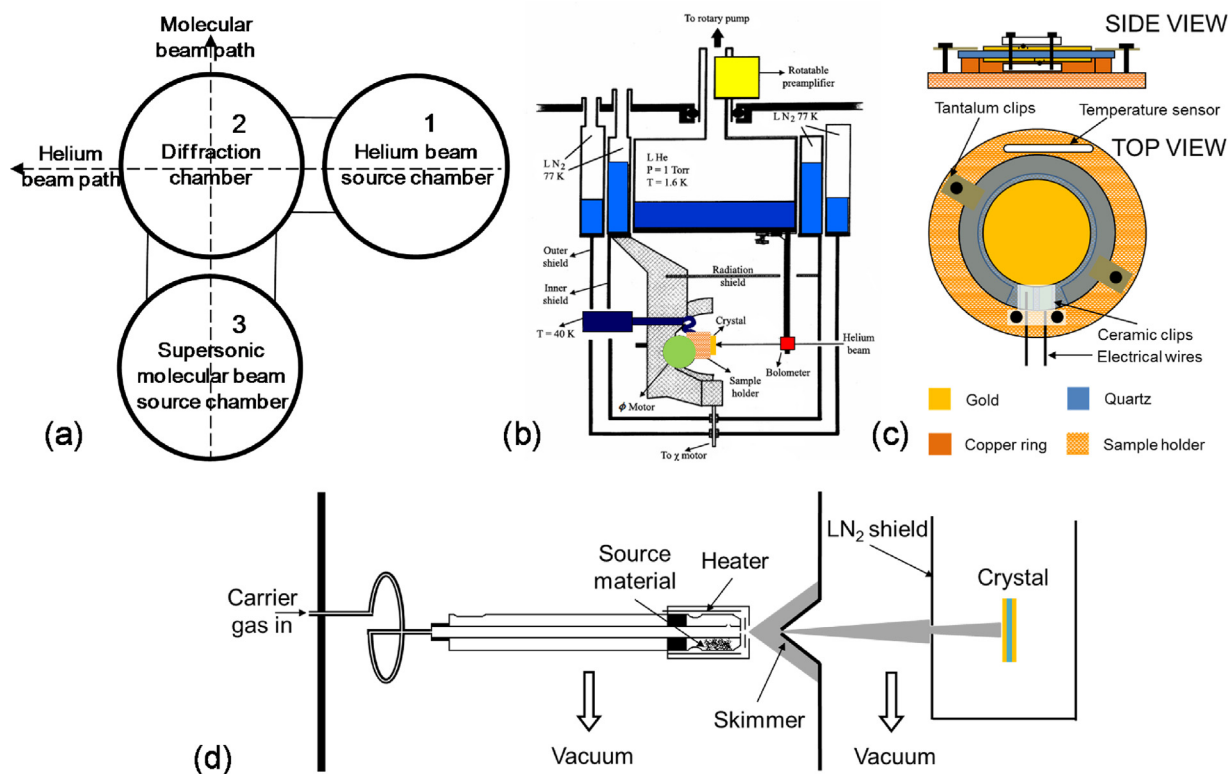 Molecular
beam path
2
Diffraction
chamber
1
Helium beam
source chamber
Helium
beam path
3
Supersonic
molecular beam
source chamber
(a)
To rotary pump
Rotatable
preamplifier
L N2
77 K
L He
P = 1 Torr
T = 1.6 K
L N2 77 K
Outer
shield
Inner
shield
Radiation
shield
T = 40 K
Crystal
Helium
beam
Bolometer
Sample
holder
ϕ Motor
To χ motor
(b)
SIDE VIEW
Tantalum clips
Temperature sensor
TOP VIEW
Ceramic clips
Electrical wires
Gold
Quartz
Copper ring
Sample holder
(c)
Carrier
gas in
Source
material
Heater
Skimmer
LN2 shield
Crystal
Vacuum
Vacuum
(d)